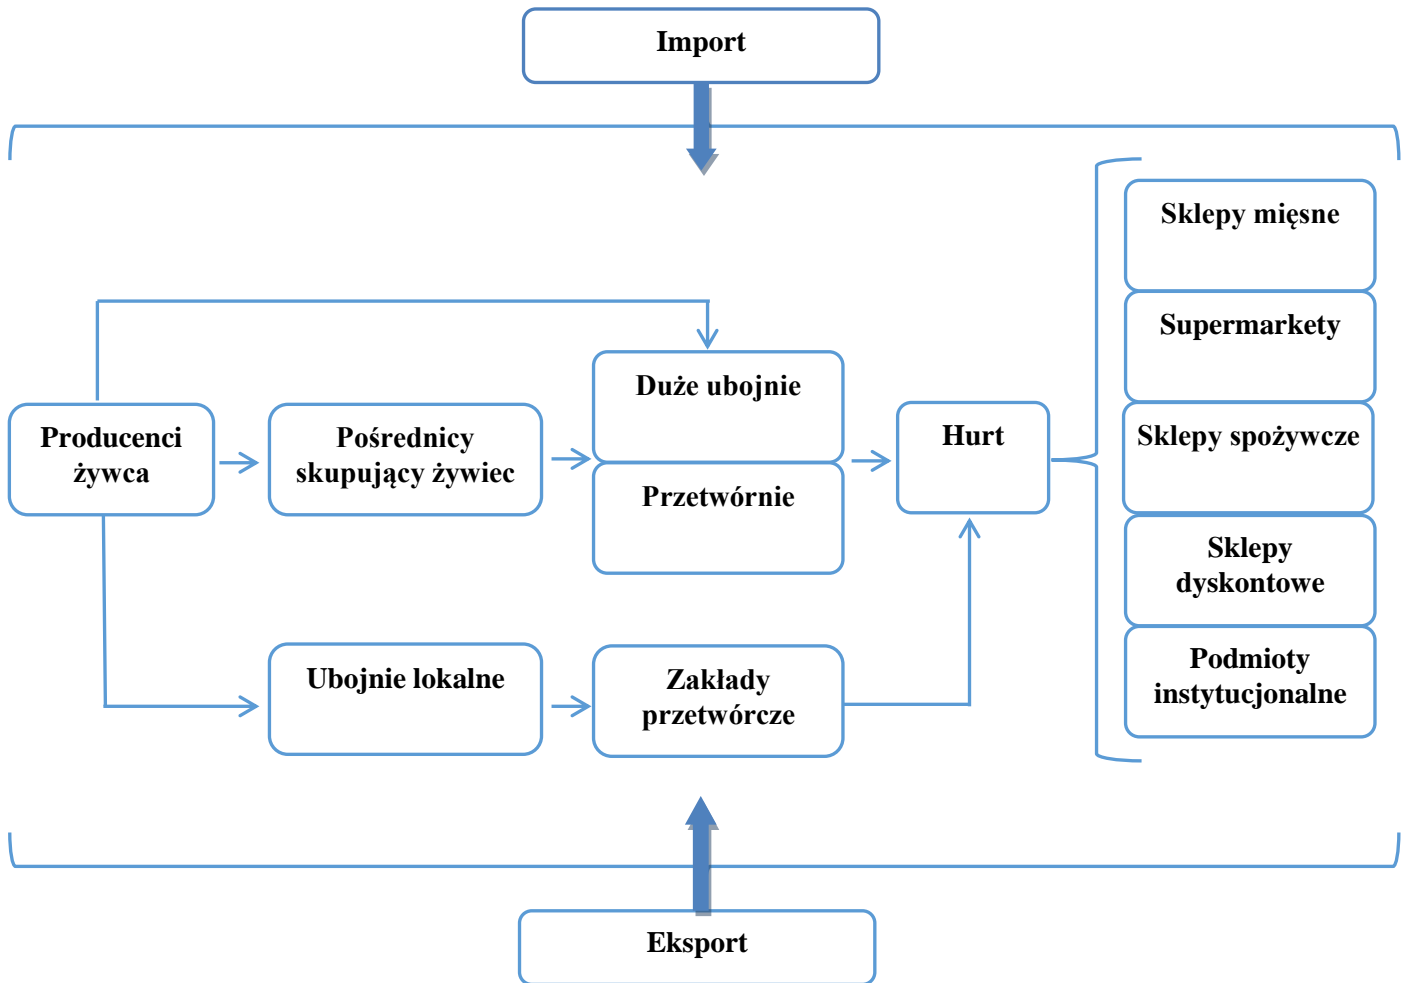 Import
Sklepy mięsne
Supermarkety
Duże ubojnie
Producenci
żywca
Pośrednicy
skupujący żywiec
Hurt
Sklepy spożywcze
Przetwórnie
Sklepy
dyskontowe
Ubojnie lokalne
Zakłady
przetwórcze
Podmioty
instytucjonalne
Eksport